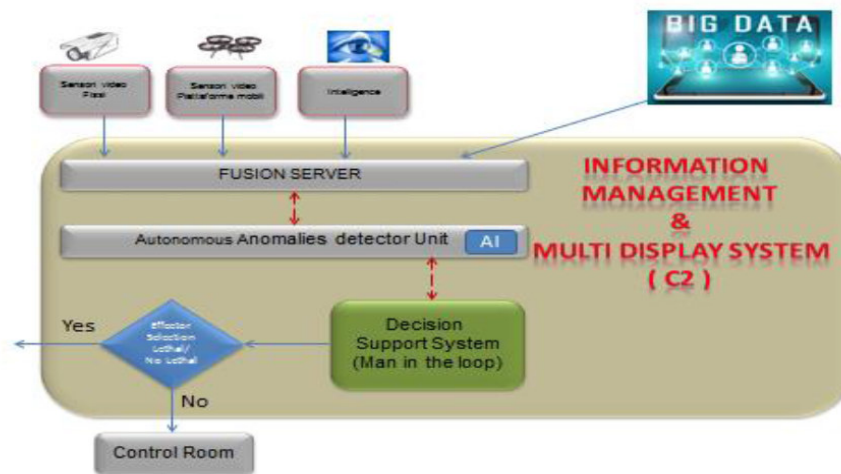 BIG DATA
Sensori video
Fissi
Sensori video
Piattaforme mobili
Intelligence
FUSION SERVER
INFORMATION
MANAGEMENT
&
MULTI DISPLAY SYSTEM
( C2 )
Autonomous Anomalies detector Unit
AI
Yes
Effector
Selection
Lethal/
No Lethal
Decision
Support System
(Man in the loop)
No
Control Room